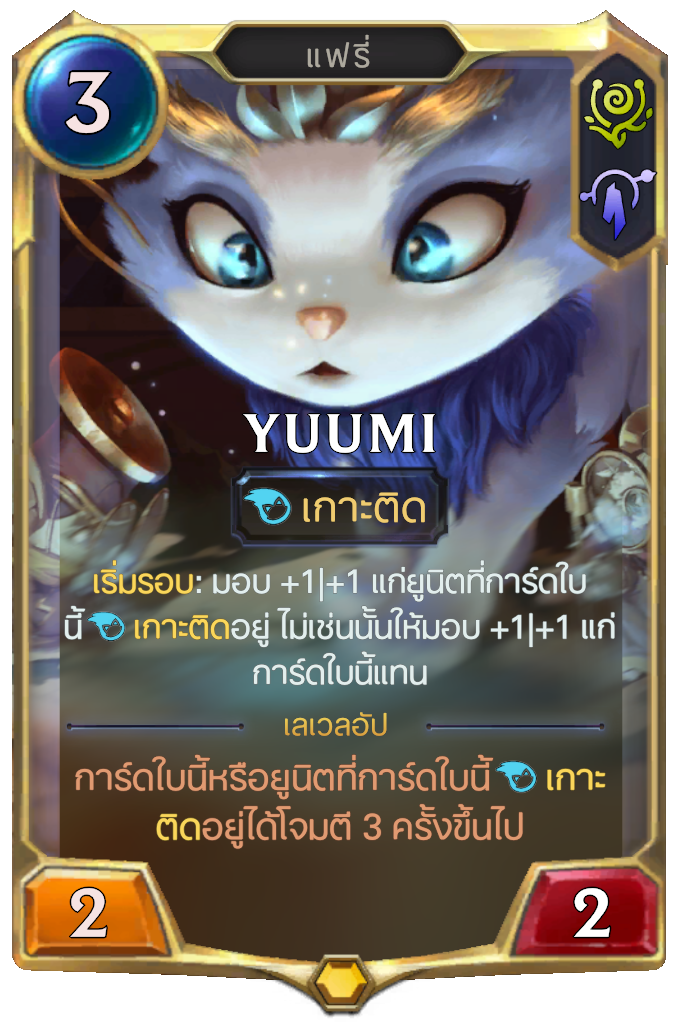 แฟรี่
3
YUUMI
เกาะติด
เริ่มรอบ: มอบ +1|+1 แก่ยูนิตที่การ์ดใบ
นี้ เกาะติดอยู่ ไม่เช่นนั้นให้มอบ +1|+1 แก่
การ์ดใบนี้แทน
เลเวลอัป
การ์ดใบนี้หรือยูนิตที่การ์ดใบนี้ เกาะ
ติดอยู่ได้โจมตี 3 ครั้งขึ้นไป
2
2